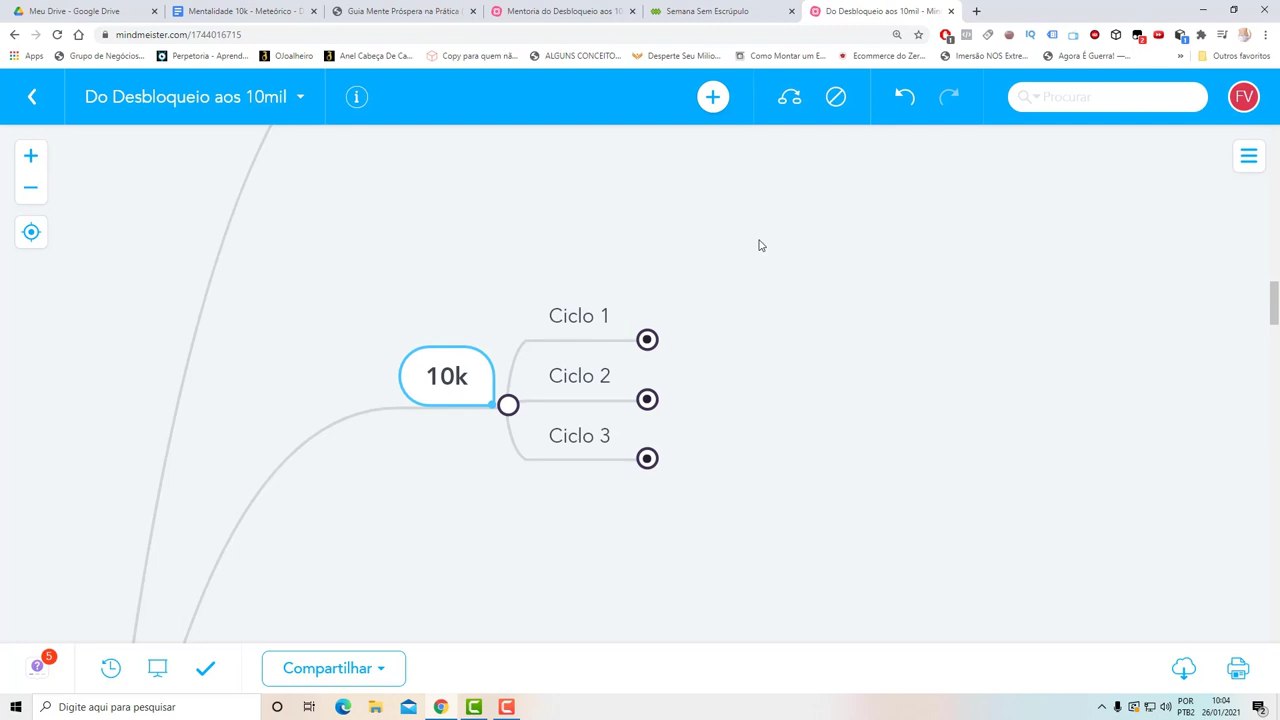 Meu Drive - Google Drive
Mentalidade 10k - Meteórico - D
Guia Mente Próspera na Prática
Mentoria do Desbloqueio aos 10
Semana Sem Escrúpulo
Do Desbloqueio aos 10mil - Min
mindmeister.com/1744016715
Apps
Grupo de Negócios...
Perpetoria - Aprend...
OJoalheiro
Anel Cabeça De Ca...
Copy para quem nã...
ALGUNS CONCEITO...
Desperte Seu Milio...
Como Montar um E...
Ecommerce do Zer...
Imersão NOS Extre...
Agora É Guerra! —...
Outros favoritos
Do Desbloqueio aos 10mil
Procurar
FV
Ciclo 1
10k
Ciclo 2
Ciclo 3
5
Compartilhar
Digite aqui para pesquisar
POR
PTB2
10:04
26/01/2021
2